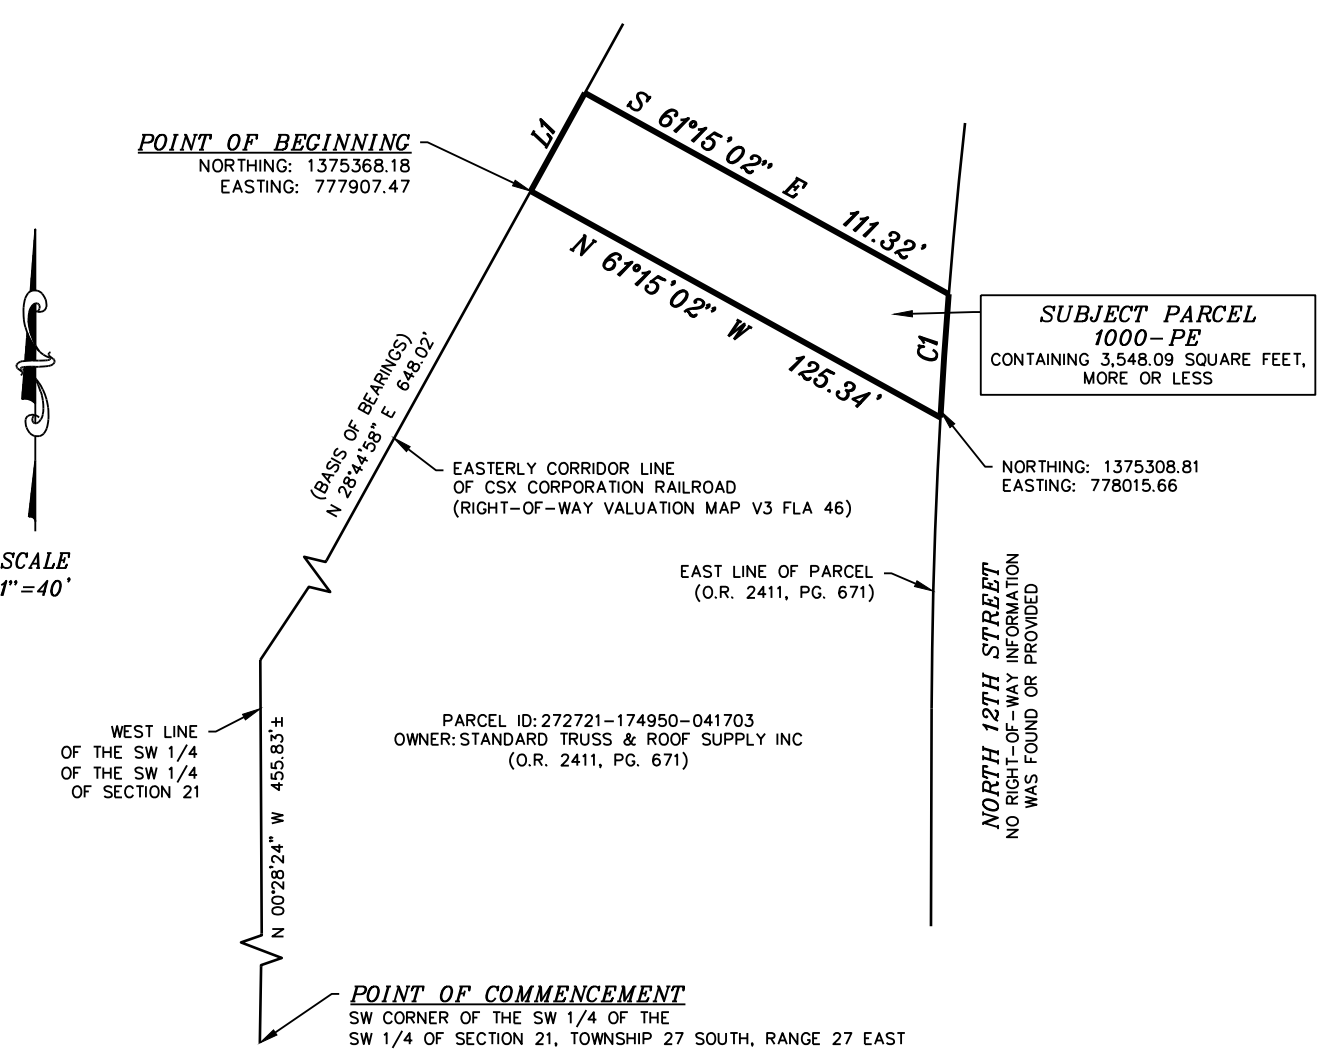 L1
S 61°15'02" E 111.32'
POINT OF BEGINNING
NORTHING: 1375368.18
EASTING: 777907.47
N 61°15'02" W 125.34'
C1
SUBJECT PARCEL
1000-PE
CONTAINING 3,548.09 SQUARE FEET,
MORE OR LESS
(BASIS OF BEARINGS)
N 28°44'58" E 648.02'
EASTERLY CORRIDOR LINE
OF CSX CORPORATION RAILROAD
(RIGHT-OF-WAY VALUATION MAP V3 FLA 46)
NORTHING: 1375308.81
EASTING: 778015.66
SCALE
1"=40'
EAST LINE OF PARCEL
(O.R. 2411, PG. 671)
NORTH 12TH STREET
NO RIGHT-OF-WAY INFORMATION
WAS FOUND OR PROVIDED
WEST LINE
OF THE SW 1/4
OF THE SW 1/4
OF SECTION 21
N 00°28'24" W 455.83'±
PARCEL ID: 272721-174950-041703
OWNER: STANDARD TRUSS & ROOF SUPPLY INC
(O.R. 2411, PG. 671)
POINT OF COMMENCEMENT
SW CORNER OF THE SW 1/4 OF THE
SW 1/4 OF SECTION 21, TOWNSHIP 27 SOUTH, RANGE 27 EAST